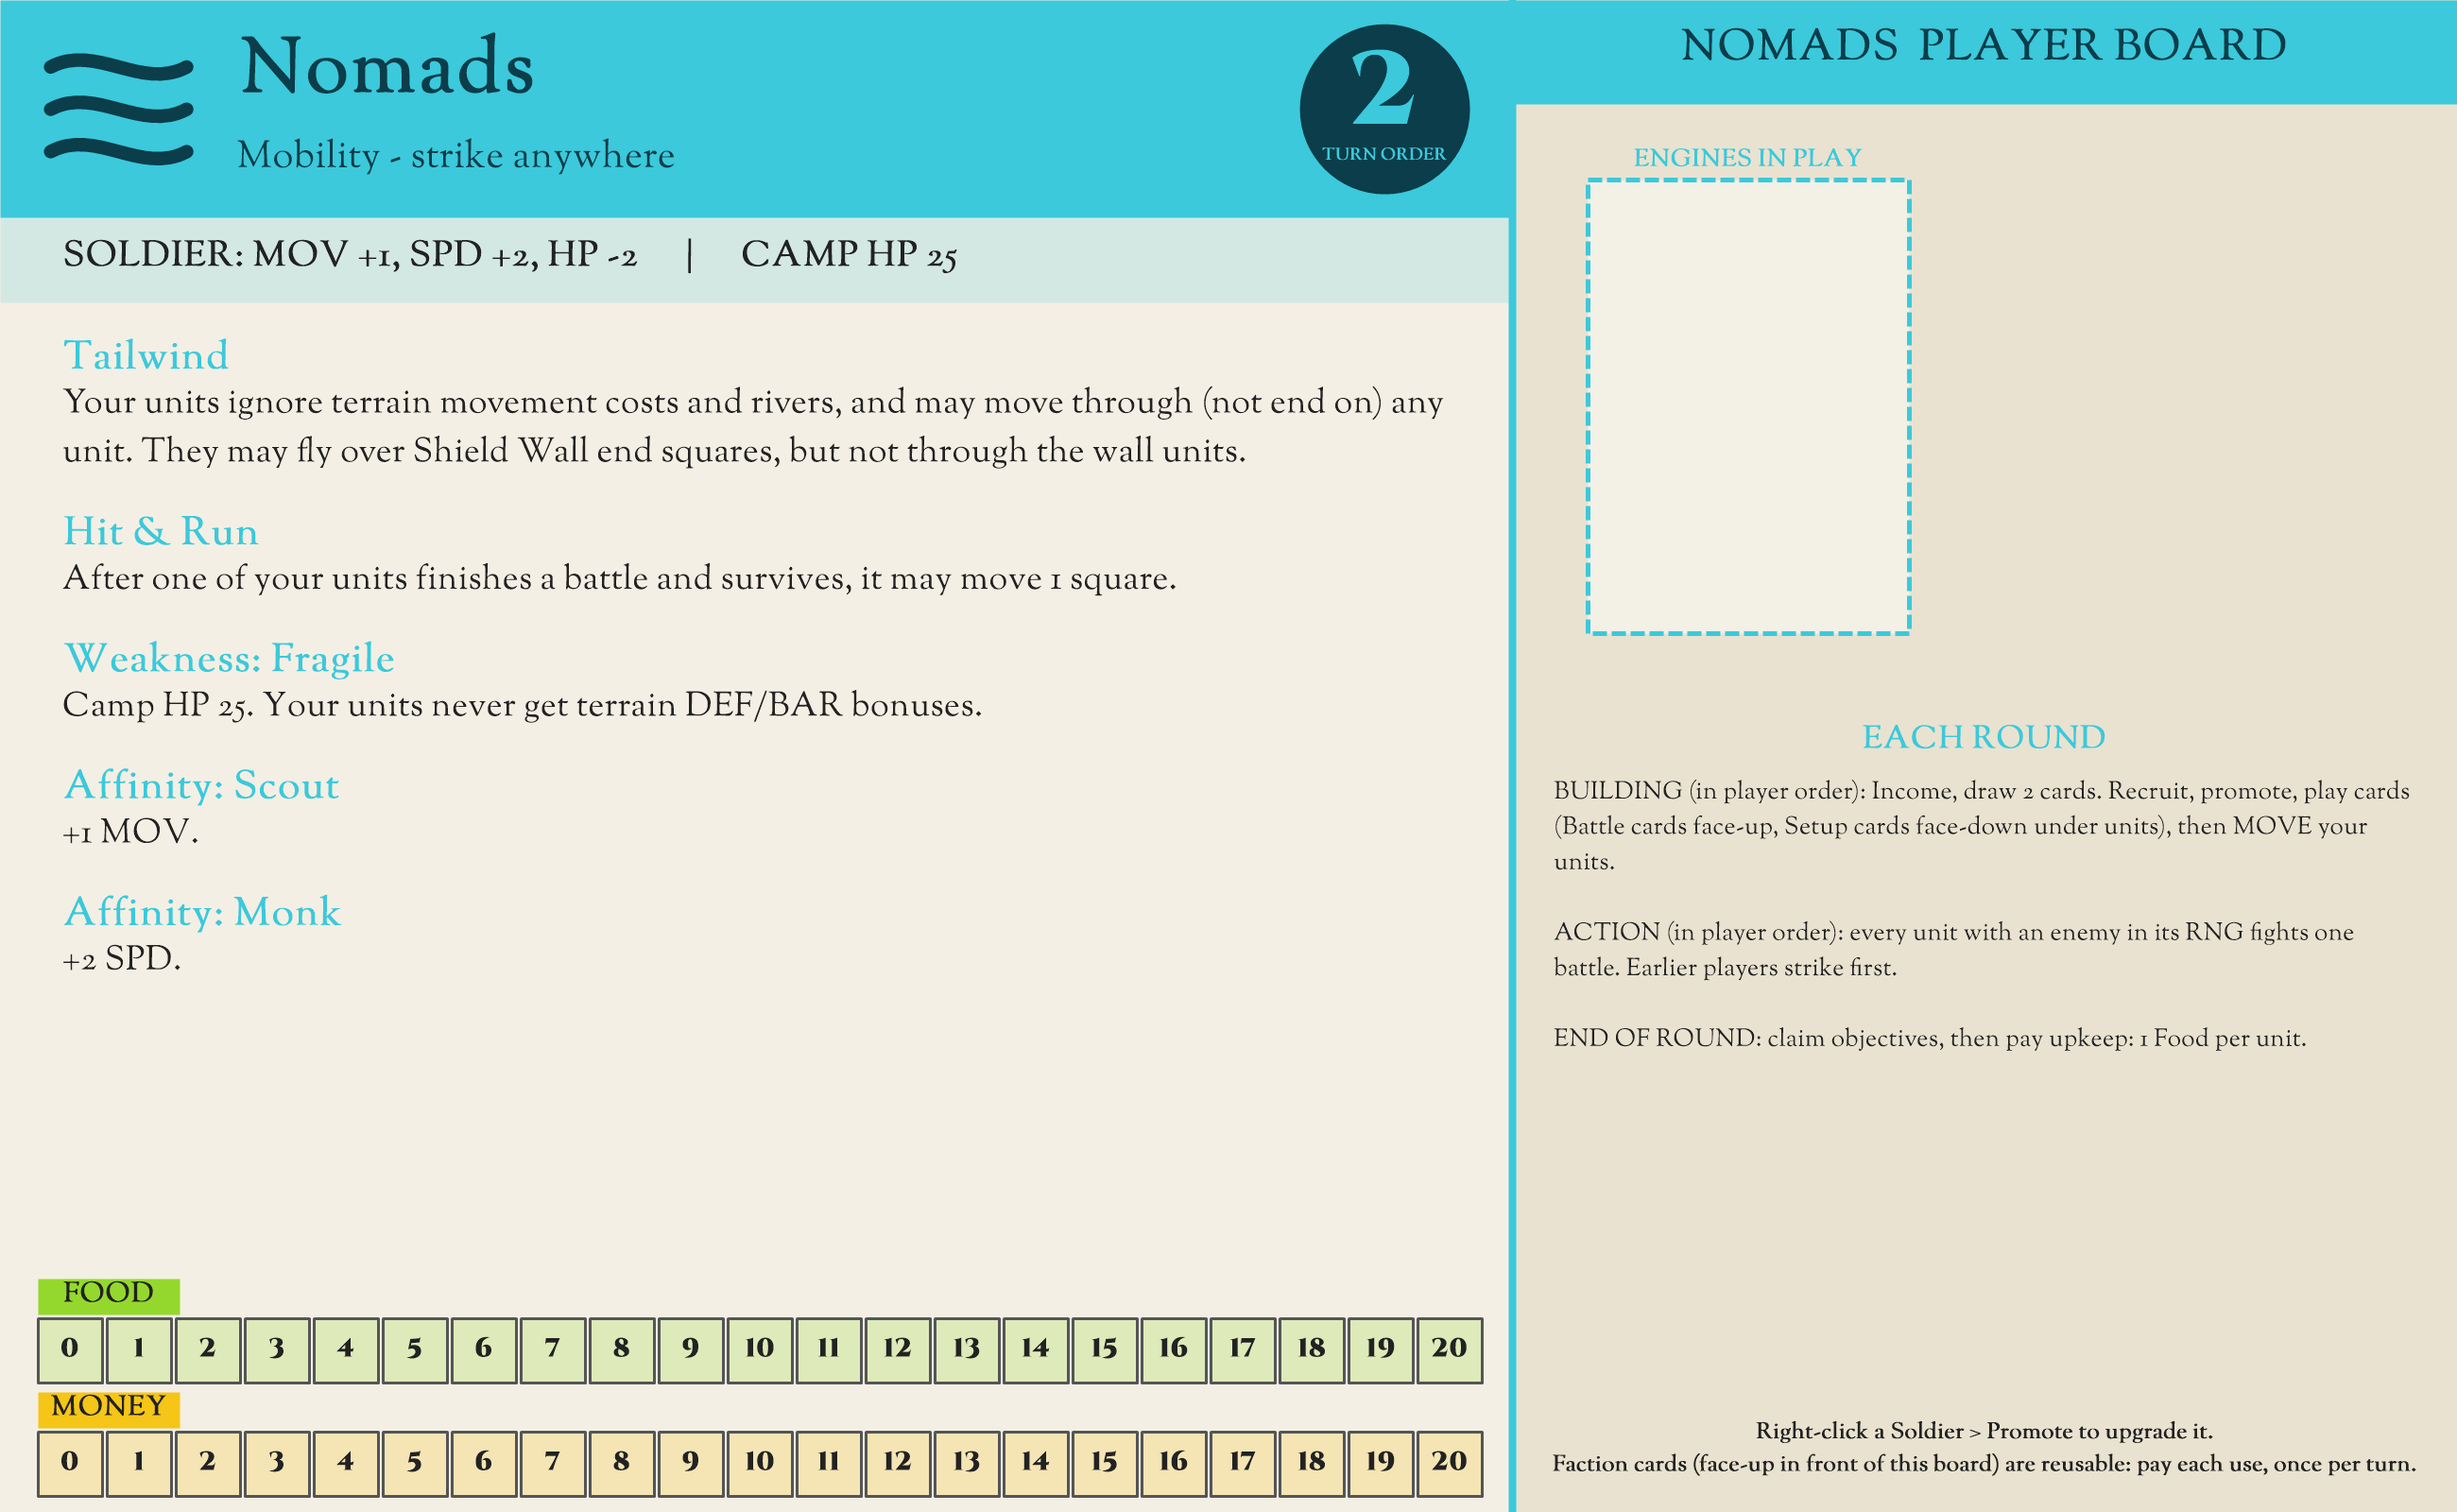 Nomads
Mobility - strike anywhere
2
TURN ORDER
SOLDIER: MOV +1, SPD +2, HP -2 | CAMP HP 25
Tailwind
Your units ignore terrain movement costs and rivers, and may move through (not end on) any
unit. They may fly over Shield Wall end squares, but not through the wall units.
Hit & Run
After one of your units finishes a battle and survives, it may move 1 square.
Weakness: Fragile
Camp HP 25. Your units never get terrain DEF/BAR bonuses.
Affinity: Scout
+1 MOV.
Affinity: Monk
+2 SPD.
FOOD
0 1 2 3 4 5 6 7 8 9 10 11 12 13 14 15 16 17 18 19 20
MONEY
0 1 2 3 4 5 6 7 8 9 10 11 12 13 14 15 16 17 18 19 20
NOMADS PLAYER BOARD
ENGINES IN PLAY
EACH ROUND
BUILDING (in player order): Income, draw 2 cards. Recruit, promote, play cards
(Battle cards face-up, Setup cards face-down under units), then MOVE your
units.
ACTION (in player order): every unit with an enemy in its RNG fights one
battle. Earlier players strike first.
END OF ROUND: claim objectives, then pay upkeep: 1 Food per unit.
Right-click a Soldier > Promote to upgrade it.
Faction cards (face-up in front of this board) are reusable: pay each use, once per turn.